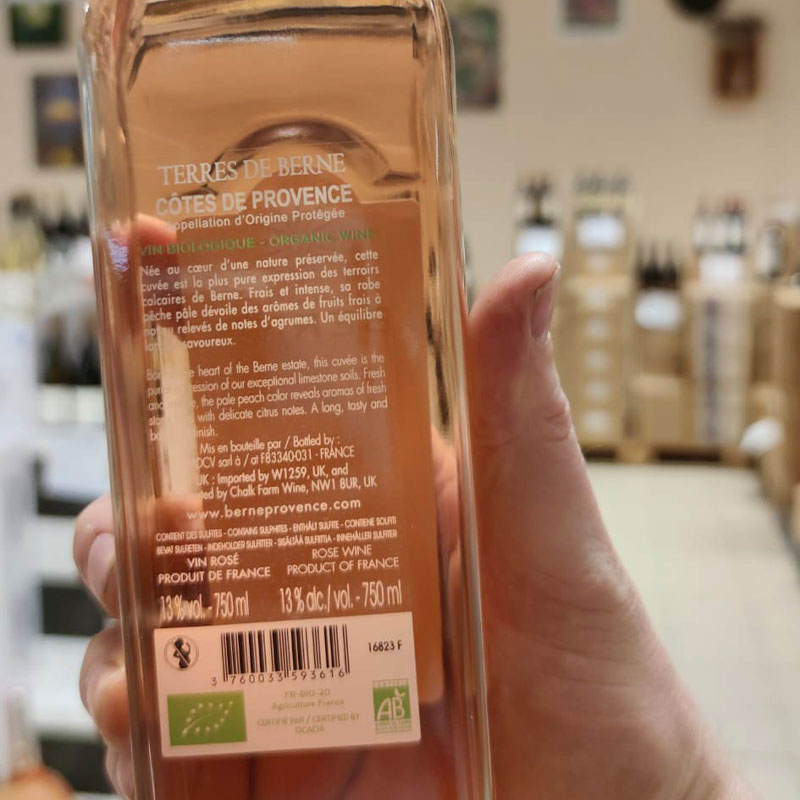 TERRES DE BERNE
CÔTES DE PROVENCE
ppellation d'Origine Protégée
VIN BIOLOGIQUE - ORGANIC WINE
Née au cœur d'une nature préservée, cette
cuvée est la plus pure expression des terroirs
calcaires de Berne. Frais et intense, sa robe
pêche pâle dévoile des arômes de fruits frais à
relevés de notes d'agrumes. Un équilibre
savoureux.
heart of the Berne estate, this cuvée is the
ression of our exceptional limestone soils. Fresh
the pale peach color reveals aromas of fresh
with delicate citrus notes. A long, tasty and
finish.
Mis en bouteille par / Bottled by :
DCV sarl à / at F83340031 - FRANCE
UK : Imported by W1259, UK, and
ted by Chalk Farm Wine, NW1 8UR, UK
www.berneprovence.com
CONTIENT DES SULFITES - CONTAINS SULPHITES - ENTHÄLT SULFITE - CONTIENE SOLFITI
BEVAT SULFIETEN - INDEHOLDER SULFITTER - SISÄLTÄÄ SULFIITTIA - INNEHÅLLER SULFITER
VIN ROSÉ ROSE WINE
PRODUIT DE FRANCE PRODUCT OF FRANCE
13%vol. - 750 ml 13% alc./vol. - 750 ml
16823 F
3 760033 593616
FR-BIO-20
Agriculture France
CERTIFIÉ PAR / CERTIFIED BY
OCACIA
AB